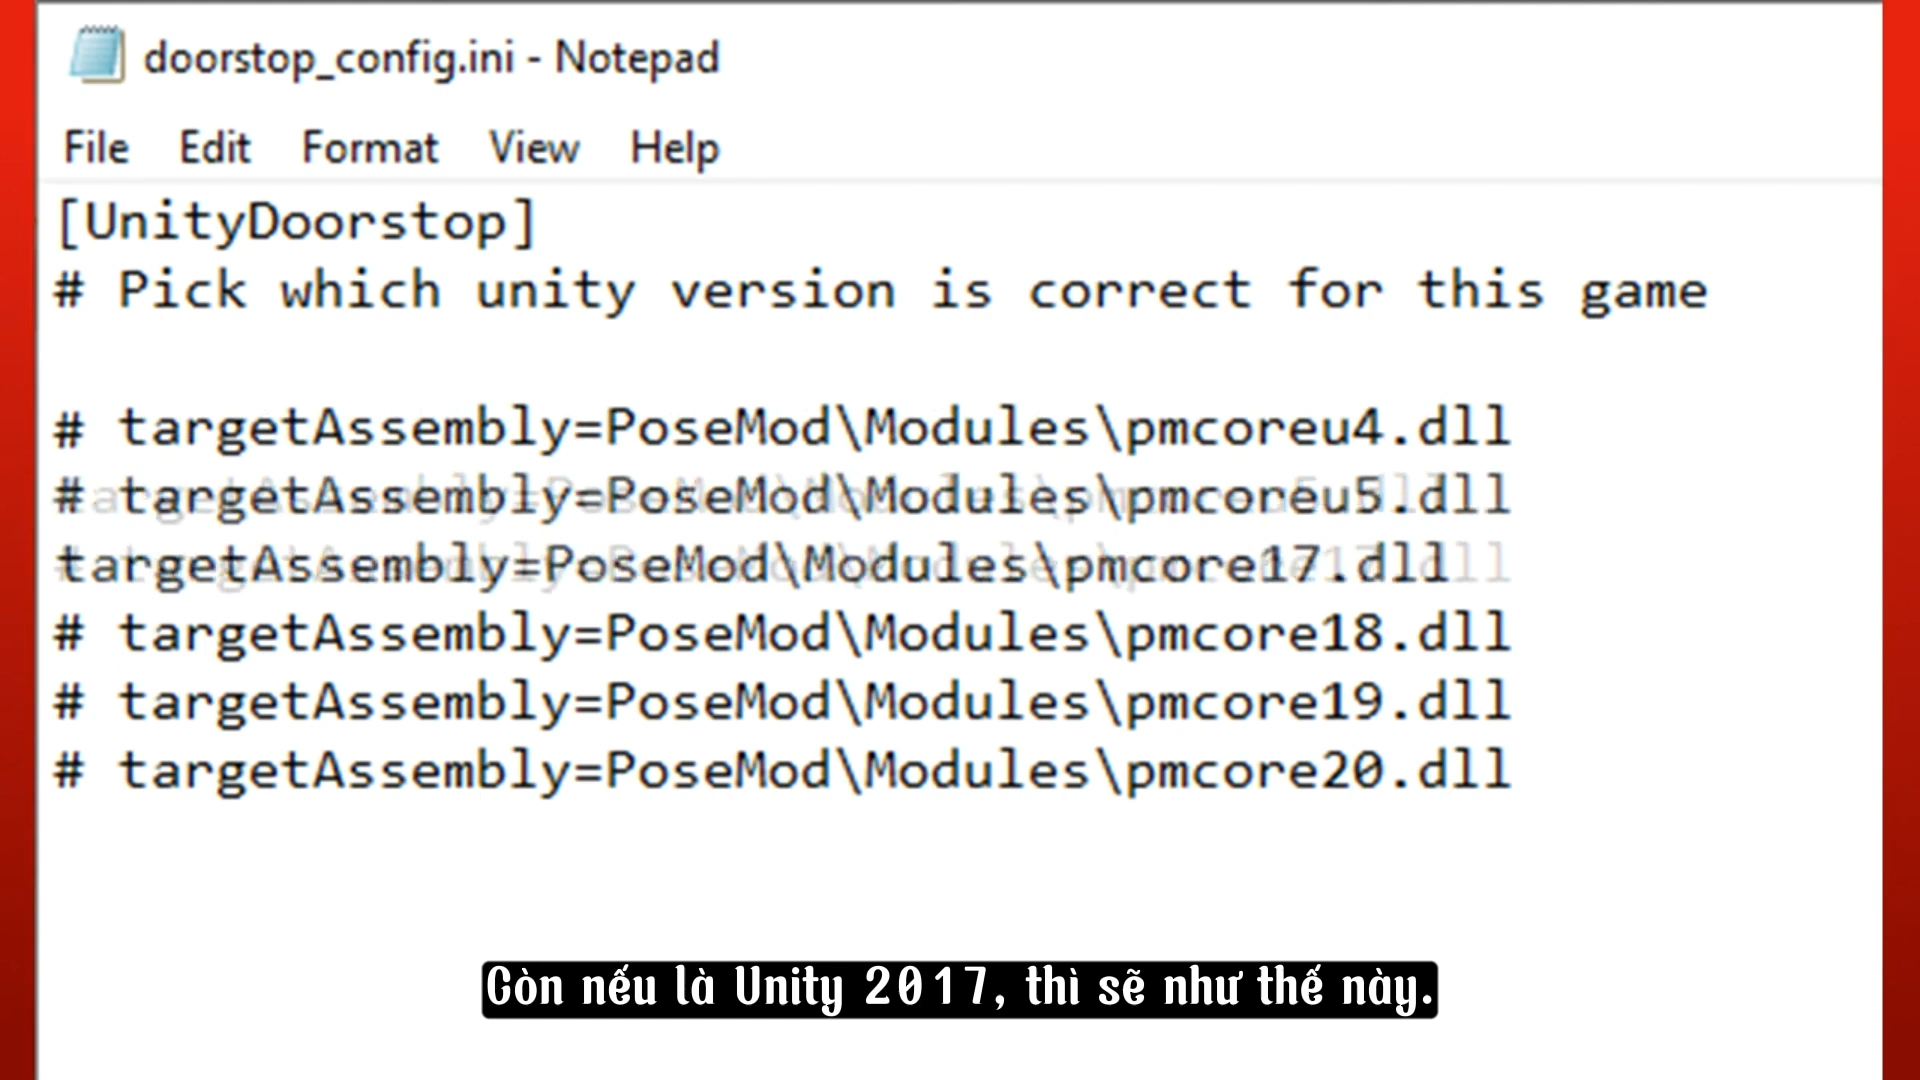 doorstop_config.ini - Notepad
File Edit Format View Help
[UnityDoorstop]
# Pick which unity version is correct for this game
# targetAssembly=PoseMod\Modules\pmcoreu4.dll
# targetAssembly=PoseMod\Modules\pmcoreu5.dll
targetAssembly=PoseMod\Modules\pmcore17.dll
# targetAssembly=PoseMod\Modules\pmcore18.dll
# targetAssembly=PoseMod\Modules\pmcore19.dll
# targetAssembly=PoseMod\Modules\pmcore20.dll
Còn nếu là Unity 2017, thì sẽ như thế này.